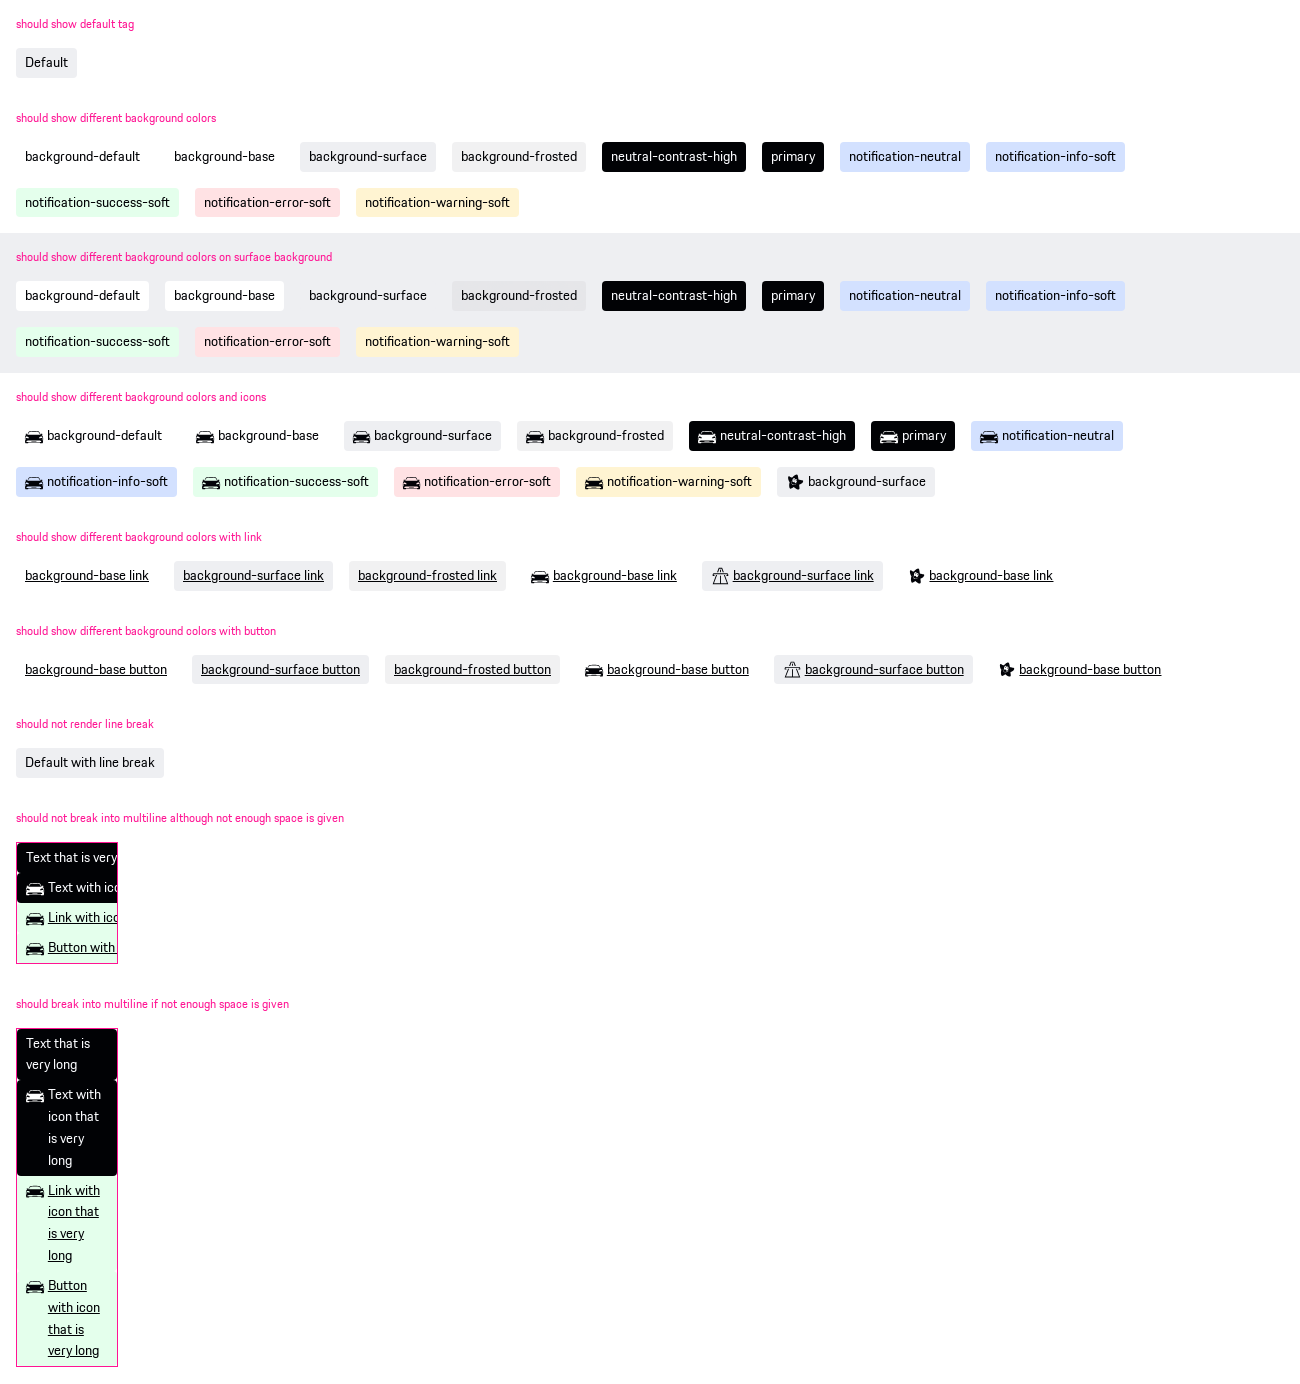 should show default tag
Default
should show different background colors
background-default background-base background-surface background-frosted neutral-contrast-high primary notification-neutral notification-info-soft
notification-success-soft notification-error-soft notification-warning-soft
should show different background colors on surface background
background-default background-base background-surface background-frosted neutral-contrast-high primary notification-neutral notification-info-soft
notification-success-soft notification-error-soft notification-warning-soft
should show different background colors and icons
background-default background-base background-surface background-frosted neutral-contrast-high primary notification-neutral
notification-info-soft notification-success-soft notification-error-soft notification-warning-soft background-surface
should show different background colors with link
background-base link background-surface link background-frosted link background-base link background-surface link background-base link
should show different background colors with button
background-base button background-surface button background-frosted button background-base button background-surface button background-base button
should not render line break
Default with line break
should not break into multiline although not enough space is given
Text that is very
Text with ico
Link with ico
Button with
should break into multiline if not enough space is given
Text that is
very long
Text with
icon that
is very
long
Link with
icon that
is very
long
Button
with icon
that is
very long